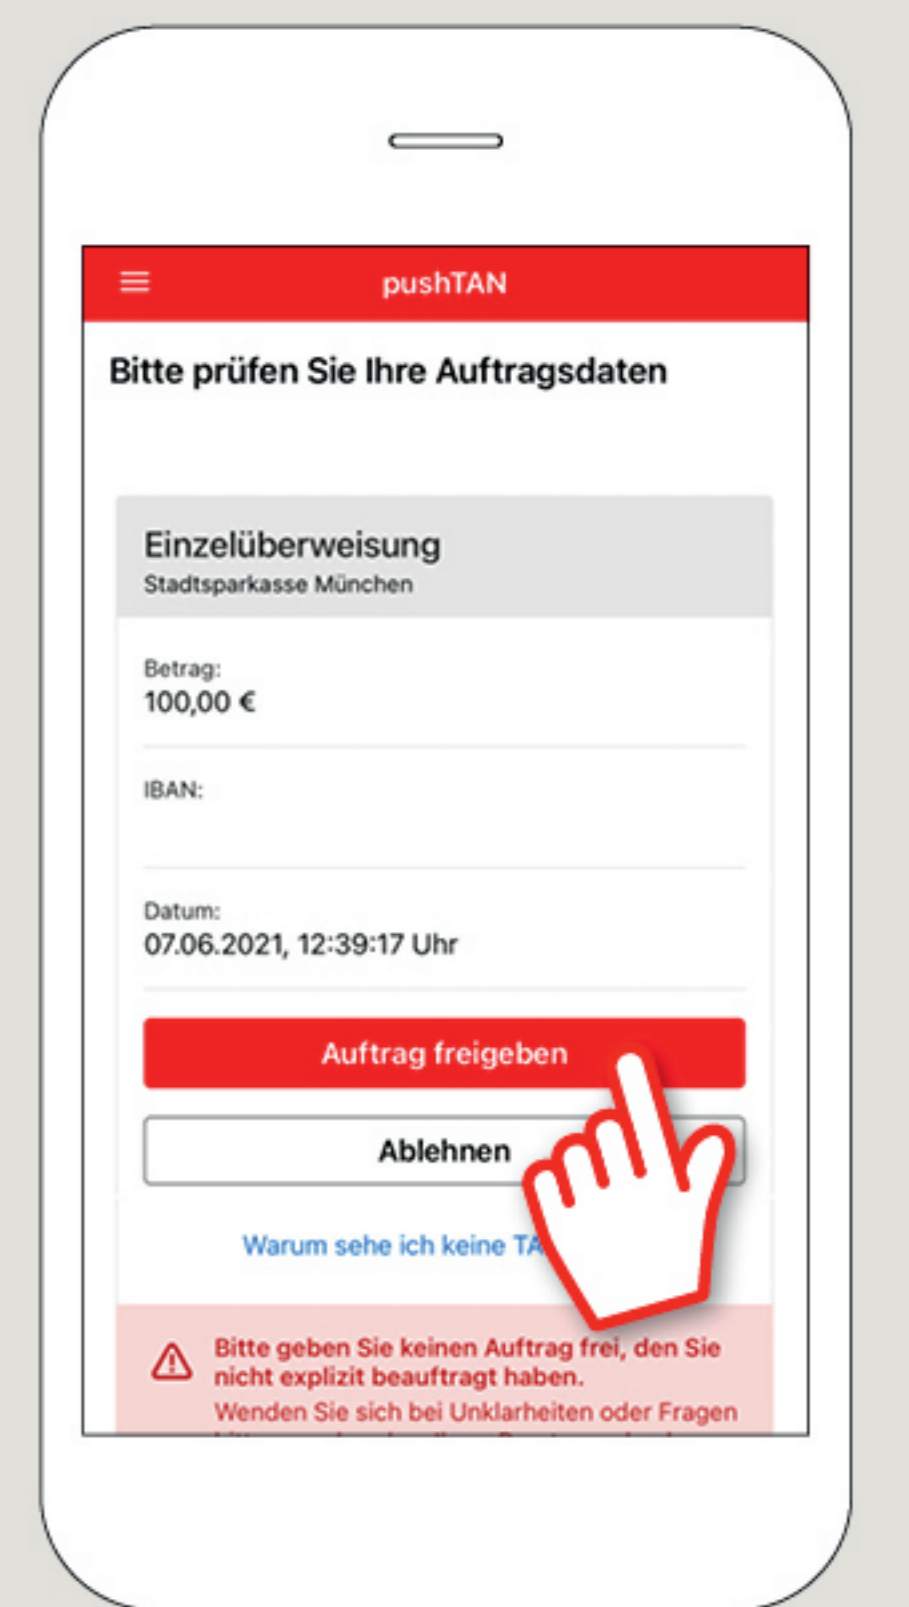 pushTAN
Bitte prüfen Sie Ihre Auftragsdaten
Einzelüberweisung
Stadtsparkasse München
Betrag:
100,00 €
IBAN:
Datum:
07.06.2021, 12:39:17 Uhr
Auftrag freigeben
Ablehnen
Warum sehe ich keine TA
Bitte geben Sie keinen Auftrag frei, den Sie
nicht explizit beauftragt haben.
Wenden Sie sich bei Unklarheiten oder Fragen